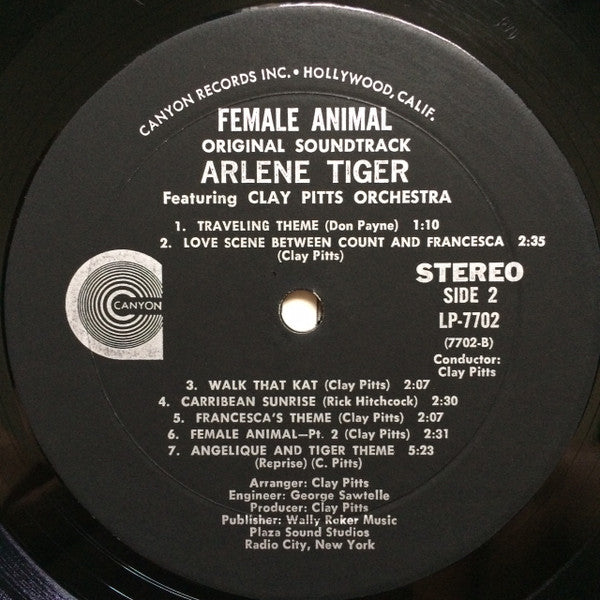 CANYON RECORDS INC. • HOLLYWOOD, CALIF.
FEMALE ANIMAL
ORIGINAL SOUNDTRACK
ARLENE TIGER
Featuring CLAY PITTS ORCHESTRA
1. TRAVELING THEME (Don Payne) 1:10
2. LOVE SCENE BETWEEN COUNT AND FRANCESCA 2:35
(Clay Pitts)
CANYON
STEREO
SIDE 2
LP-7702
(7702-B)
Conductor:
Clay Pitts
3. WALK THAT KAT (Clay Pitts) 2:07
4. CARRIBEAN SUNRISE (Rick Hitchcock) 2:30
5. FRANCESCA'S THEME (Clay Pitts) 2:07
6. FEMALE ANIMAL—Pt. 2 (Clay Pitts) 2:31
7. ANGELIQUE AND TIGER THEME 5:23
(Reprise) (C. Pitts)
Arranger: Clay Pitts
Engineer: George Sawtelle
Producer: Clay Pitts
Publisher: Wally Roker Music
Plaza Sound Studios
Radio City, New York